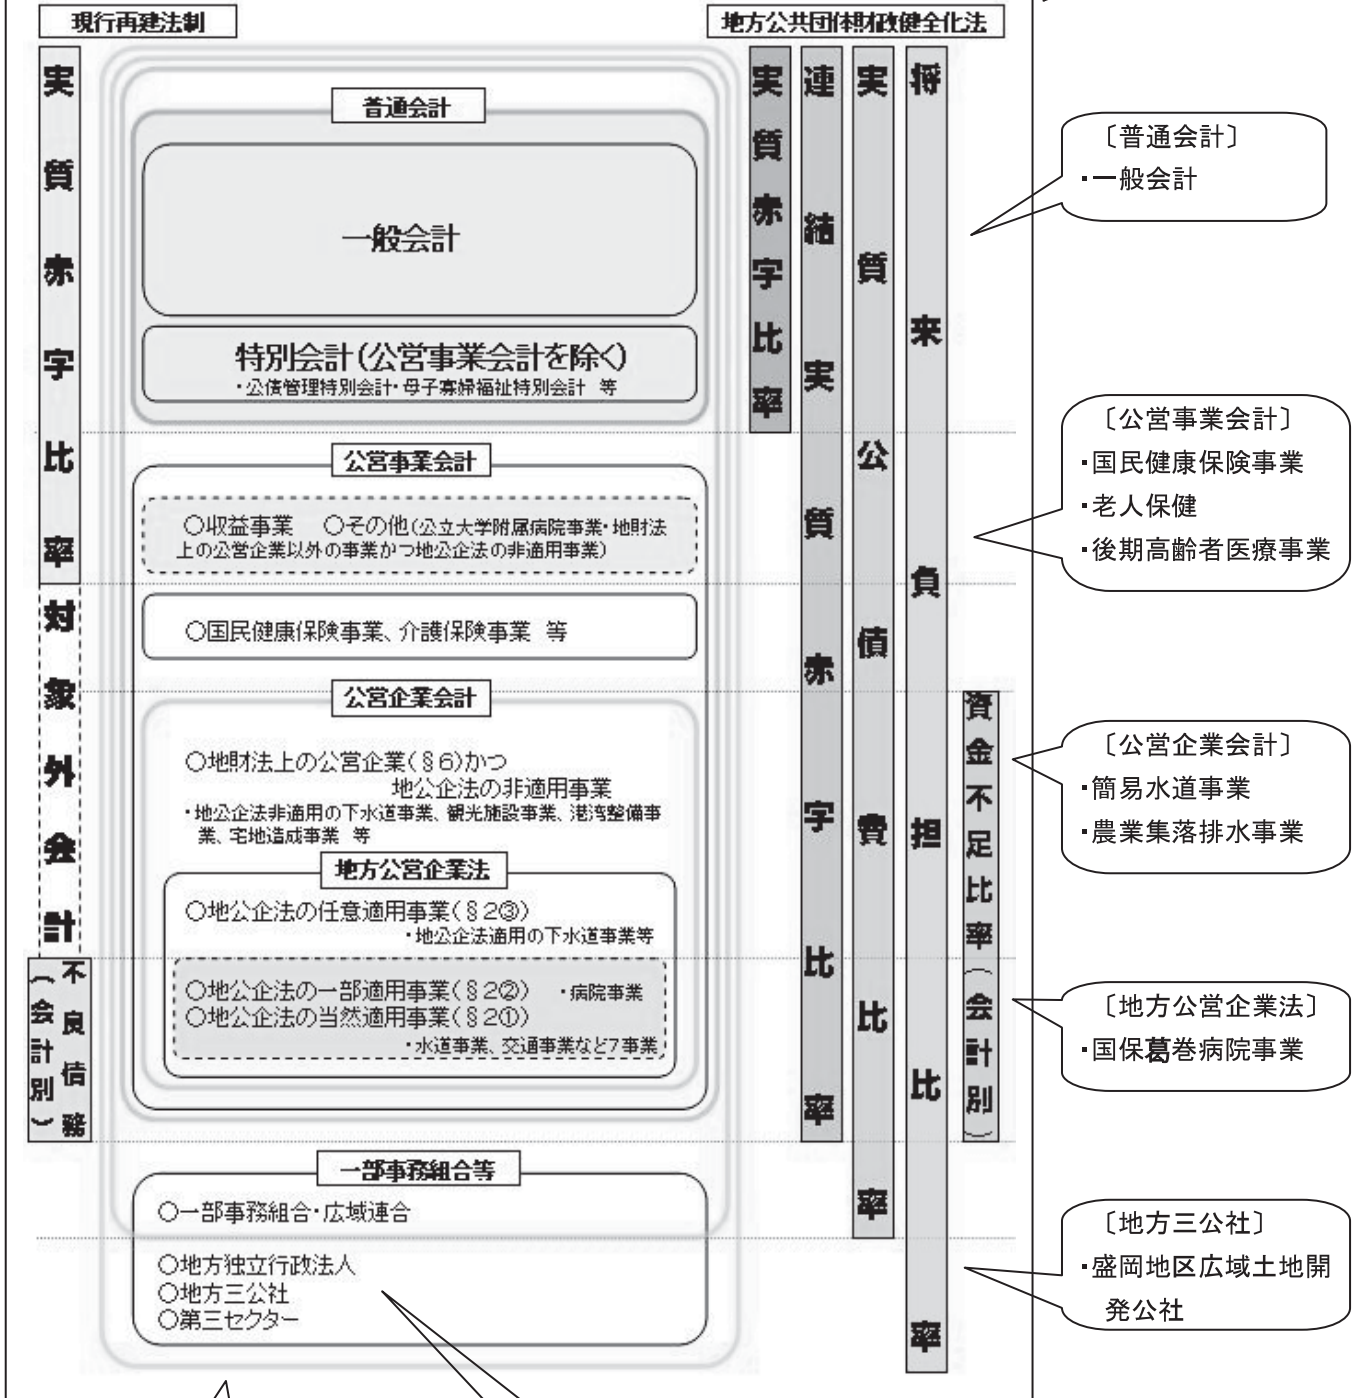 現行再建法制
地方公共団体財政健全化法
実質赤字比率
対象外会計
不良債務
(会計別)
普通会計
一般会計
特別会計(公営事業会計を除く)
・公債管理特別会計・母子寡婦福祉特別会計 等
公営事業会計
○収益事業 ○その他(公立大学附属病院事業・地財法
上の公営企業以外の事業かつ地公企法の非適用事業)
○国民健康保険事業、介護保険事業 等
公営企業会計
○地財法上の公営企業(§6)かつ
地公企法の非適用事業
・地公企法非適用の下水道事業、観光施設事業、港湾整備事
業、宅地造成事業 等
地方公営企業法
○地公企法の任意適用事業(§2③)
・地公企法適用の下水道事業等
○地公企法の一部適用事業(§2②) ・病院事業
○地公企法の当然適用事業(§2①)
・水道事業、交通事業など7事業
一部事務組合等
○一部事務組合・広域連合
○地方独立行政法人
○地方三公社
○第三セクター
実質赤字比率
連結実質赤字比率
実質公債費比率
将来負担比率
資金不足比率(会計別)
〔普通会計〕
・一般会計
〔公営事業会計〕
・国民健康保険事業
・老人保健
・後期高齢者医療事業
〔公営企業会計〕
・簡易水道事業
・農業集落排水事業
〔地方公営企業法〕
・国保葛巻病院事業
〔地方三公社〕
・盛岡地区広域土地開
発公社